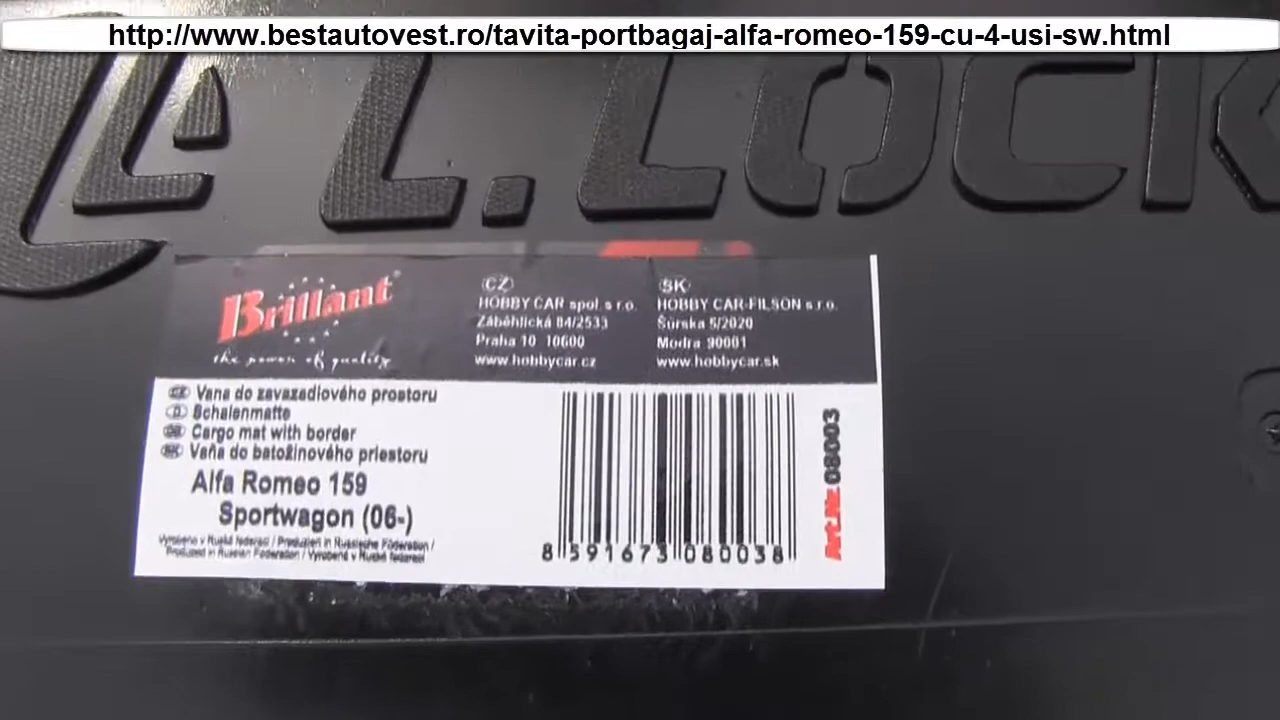 http://www.bestautovest.ro/tavita-portbagaj-alfa-romeo-159-cu-4-usi-sw.html
L.LOCK
Brillant®
the power of quality
CZ
HOBBY CAR spol. s r.o.
Záběhlická 84/2533
Praha 10 10600
www.hobbycar.cz
SK
HOBBY CAR-FILSON s.r.o.
Šúrska 5/2020
Modra 90001
www.hobbycar.sk
CZ Vana do zavazadlového prostoru
D Schalenmatte
GB Cargo mat with border
SK Vaňa do batožinového priestoru
Alfa Romeo 159
Sportwagon (06-)
Vyrobeno v Ruské federaci / Produziert in Russische Föderation /
Produced in Russian Federation / Vyrobené v Ruské federácii
8 591673 080038
Art.Nr. 08003